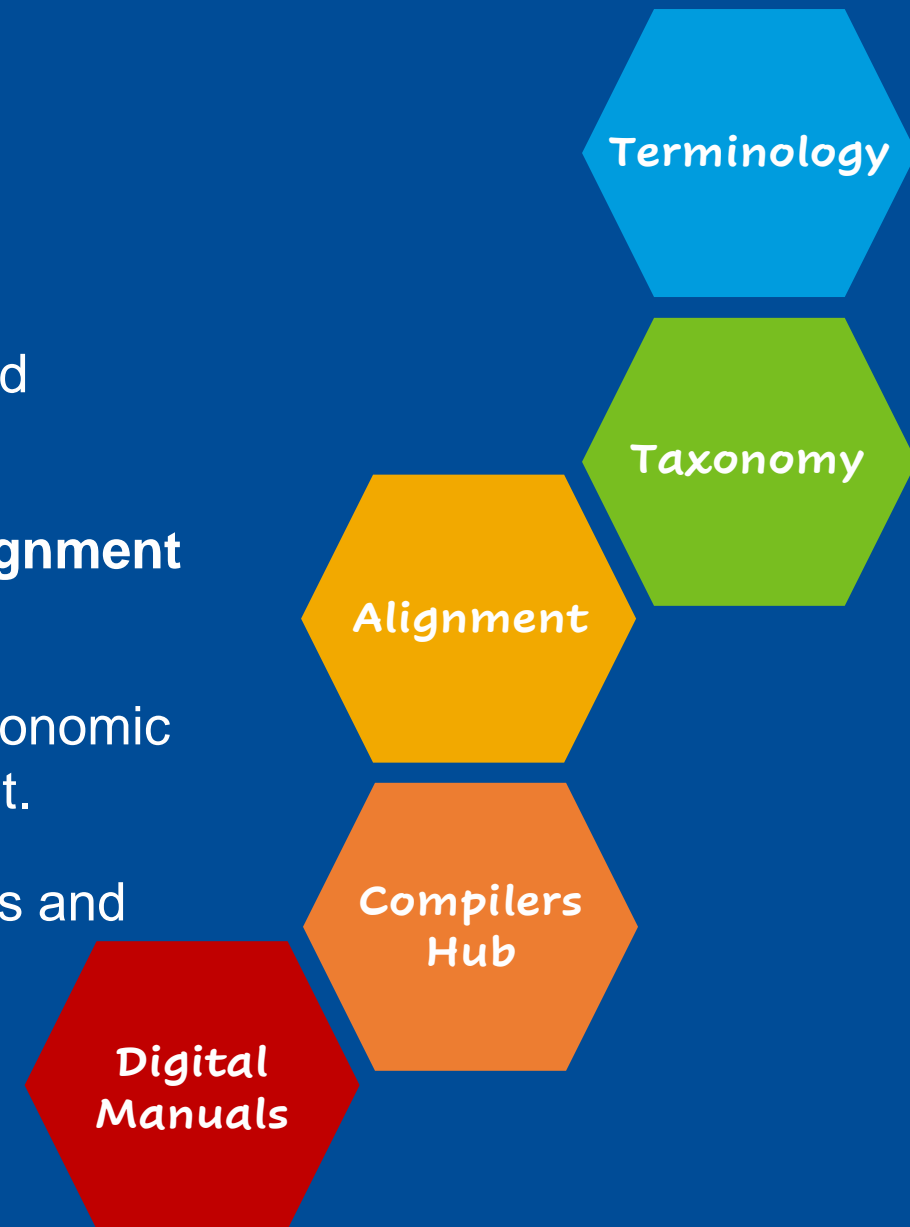 Terminology
d
Taxonomy
gnment
Alignment
onomic
t.
s and
Compilers
Hub
Digital
Manuals